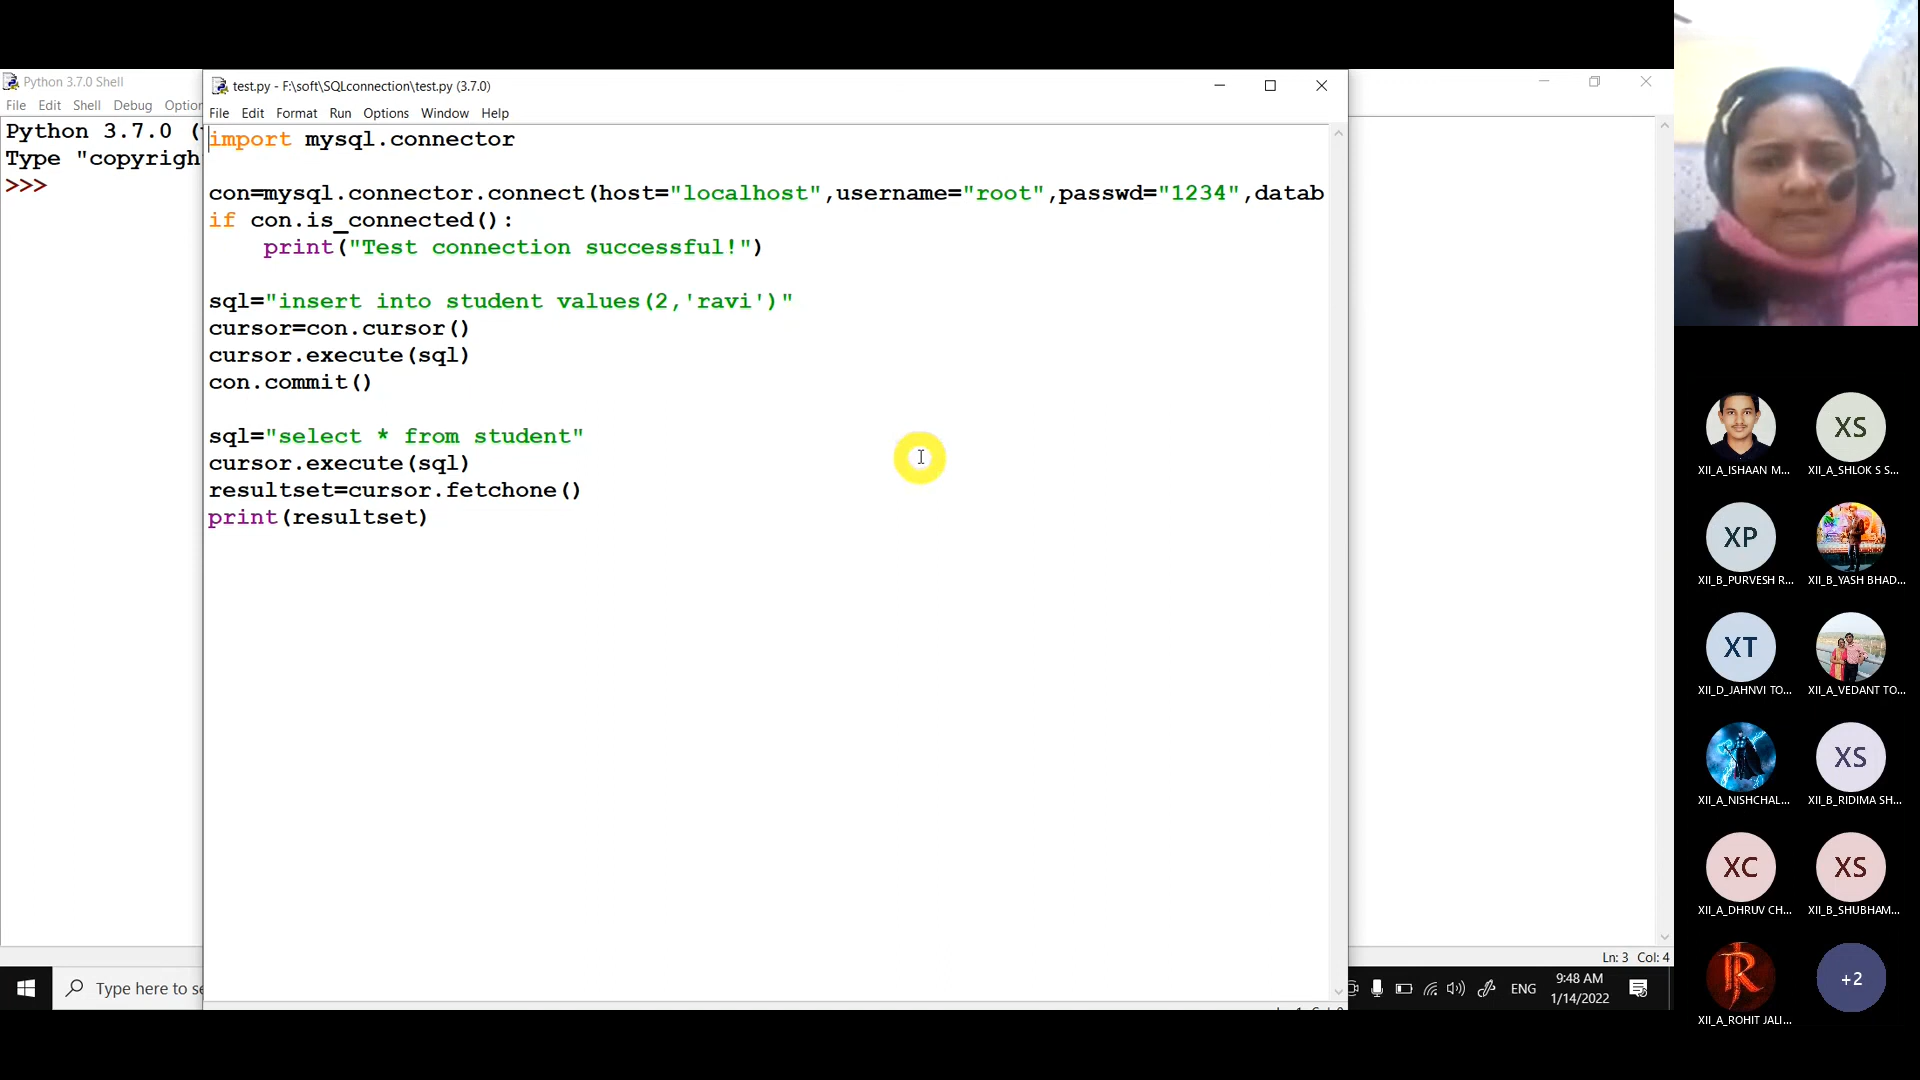 Python 3.7.0 Shell
File Edit Shell Debug Option
Python 3.7.0 (
Type "copyrigh
>>>
test.py - F:\soft\SQLconnection\test.py (3.7.0)
File Edit Format Run Options Window Help
import mysql.connector
con=mysql.connector.connect(host="localhost",username="root",passwd="1234",datab
if con.is_connected():
    print("Test connection successful!")
sql="insert into student values(2,'ravi')"
cursor=con.cursor()
cursor.execute(sql)
con.commit()
sql="select * from student"
cursor.execute(sql)
resultset=cursor.fetchone()
print(resultset)
Ln: 3 Col: 4
Type here to se
ENG
9:48 AM
1/14/2022
XS
XII_A_ISHAAN M...
XII_A_SHLOK S S...
XP
XII_B_PURVESH R...
XII_B_YASH BHAD...
XT
XII_D_JAHNVI TO...
XII_A_VEDANT TO...
XS
XII_A_NISHCHAL...
XII_B_RIDIMA SH...
XC
XS
XII_A_DHRUV CH...
XII_B_SHUBHAM...
+2
XII_A_ROHIT JALI...